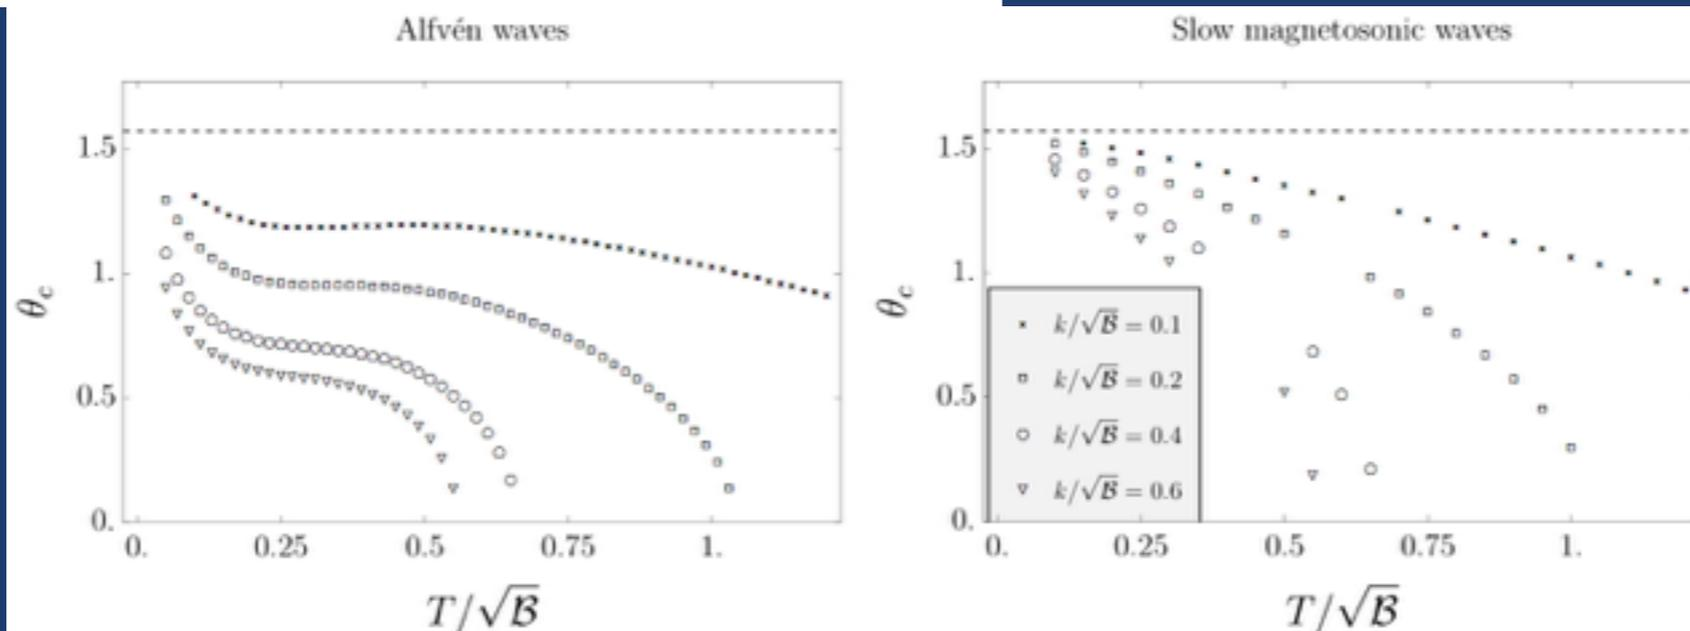 Alfvén waves
1.5
1.
0.5
0.
θ_c
0.
0.25
0.5
0.75
1.
T/√ℬ
Slow magnetosonic waves
1.5
1.
0.5
0.
θ_c
k/√ℬ = 0.1
k/√ℬ = 0.2
k/√ℬ = 0.4
k/√ℬ = 0.6
0.
0.25
0.5
0.75
1.
T/√ℬ